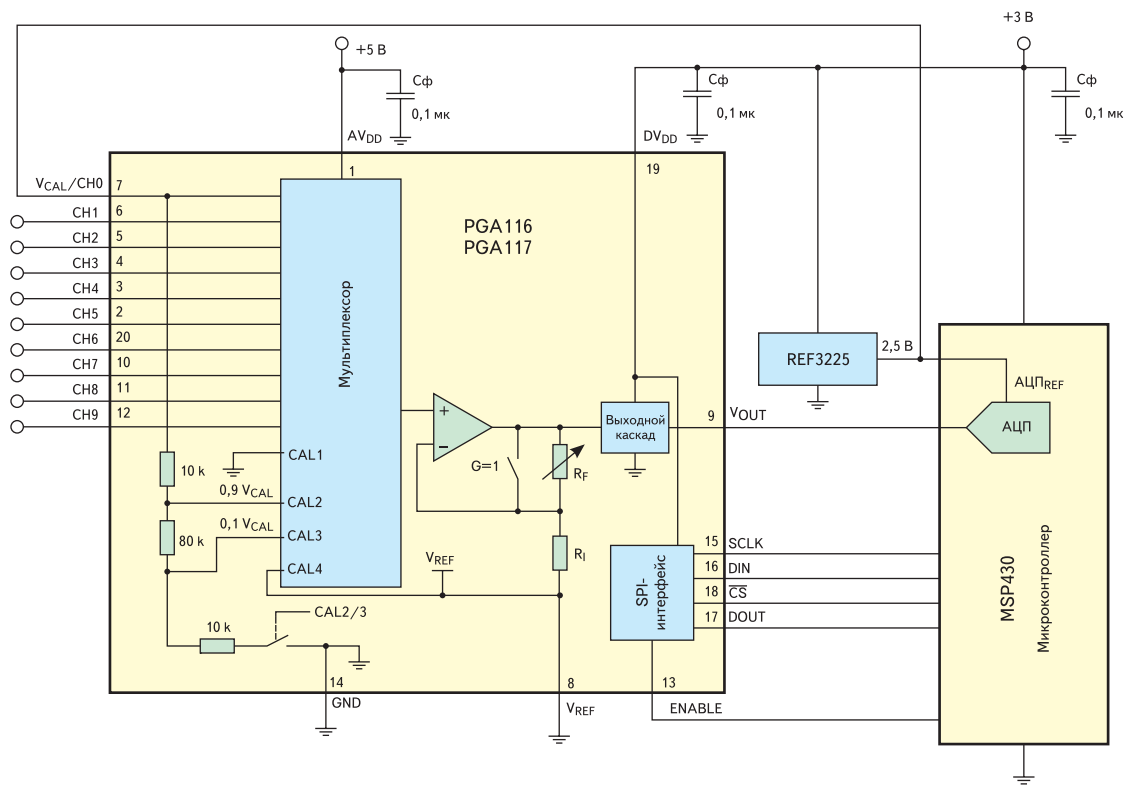 +3 В
+5 В
Cф
0,1 мк
Cф
0,1 мк
Cф
0,1 мк
AVDD
DVDD
1
19
VCAL/CH0
7
CH1
6
CH2
5
CH3
4
CH4
3
CH5
2
CH6
20
CH7
10
CH8
11
CH9
12
PGA116
PGA117
Мультиплексор
REF3225
2,5 В
АЦПREF
АЦП
9
VOUT
Выходной
каскад
+
–
G=1
RF
RI
10 k
0,9 VCAL
80 k
0,1 VCAL
CAL1
CAL2
CAL3
CAL4
VREF
CAL2/3
10 k
SPI-
интерфейс
15
SCLK
16
DIN
18
C̅S̅
17
DOUT
MSP430
Микроконтроллер
14
GND
8
VREF
13
ENABLE